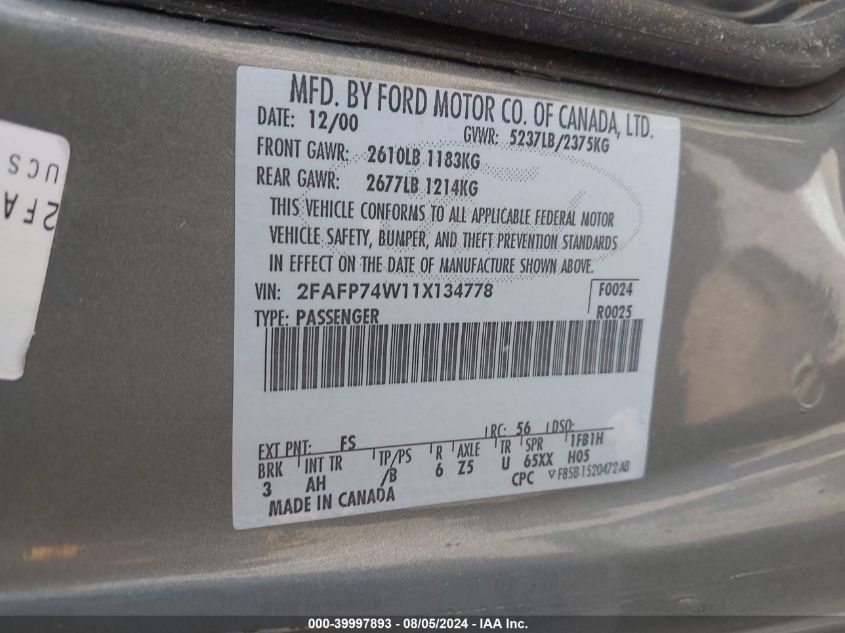 MFD. BY FORD MOTOR CO. OF CANADA, LTD.
DATE: 12/00 GVWR: 5237LB/2375KG
FRONT GAWR: 2610LB 1183KG
REAR GAWR: 2677LB 1214KG
THIS VEHICLE CONFORMS TO ALL APPLICABLE FEDERAL MOTOR
VEHICLE SAFETY, BUMPER, AND THEFT PREVENTION STANDARDS
IN EFFECT ON THE DATE OF MANUFACTURE SHOWN ABOVE.
VIN: 2FAFP74W11X134778 F0024
TYPE: PASSENGER R0025
EXT PNT: FS RC: 56 DSO:
BRK INT TR TP/PS R AXLE TR SPR 1FB1H
3 AH /B 6 Z5 U 65XX H05
MADE IN CANADA CPC F85B-1520472-AB
UCS
2FA
000-39997893 - 08/05/2024 - IAA Inc.